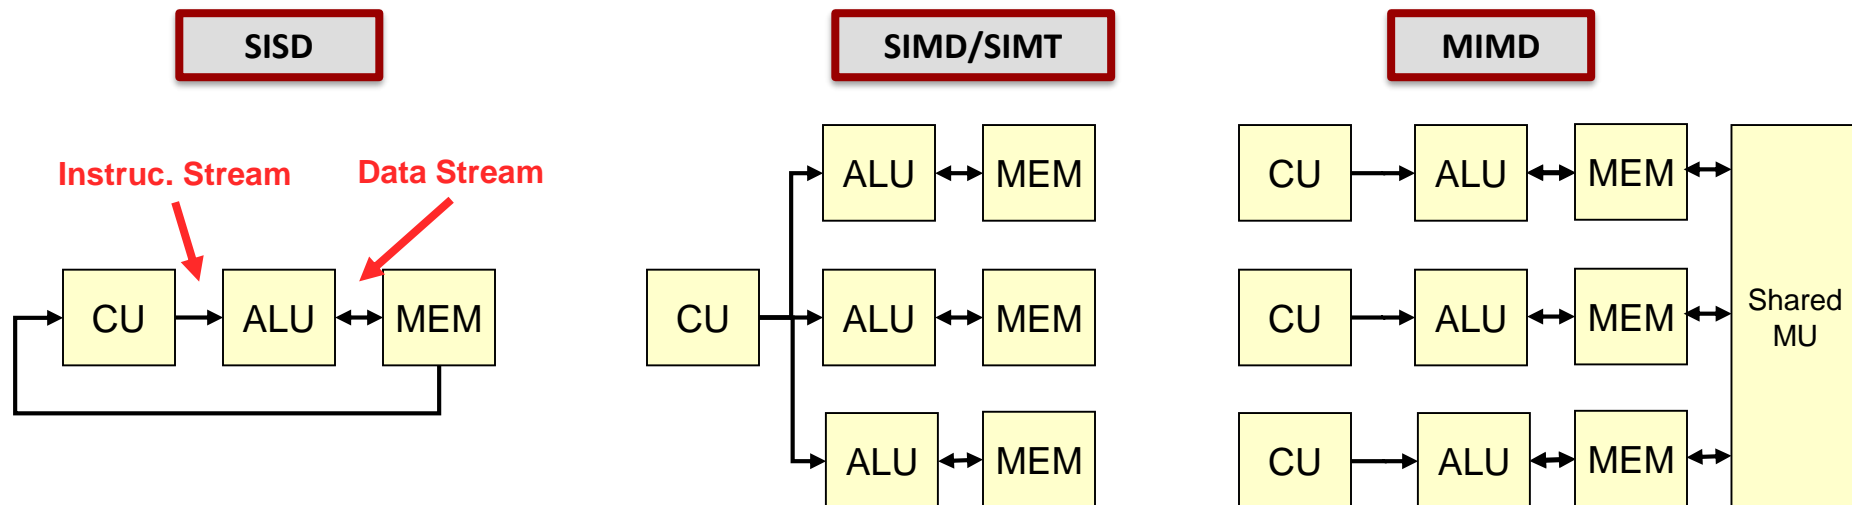 SISD
SIMD/SIMT
MIMD
Instruc. Stream
Data Stream
CU
ALU
MEM
CU
ALU
MEM
ALU
MEM
ALU
MEM
CU
ALU
MEM
CU
ALU
MEM
CU
ALU
MEM
Shared
MU